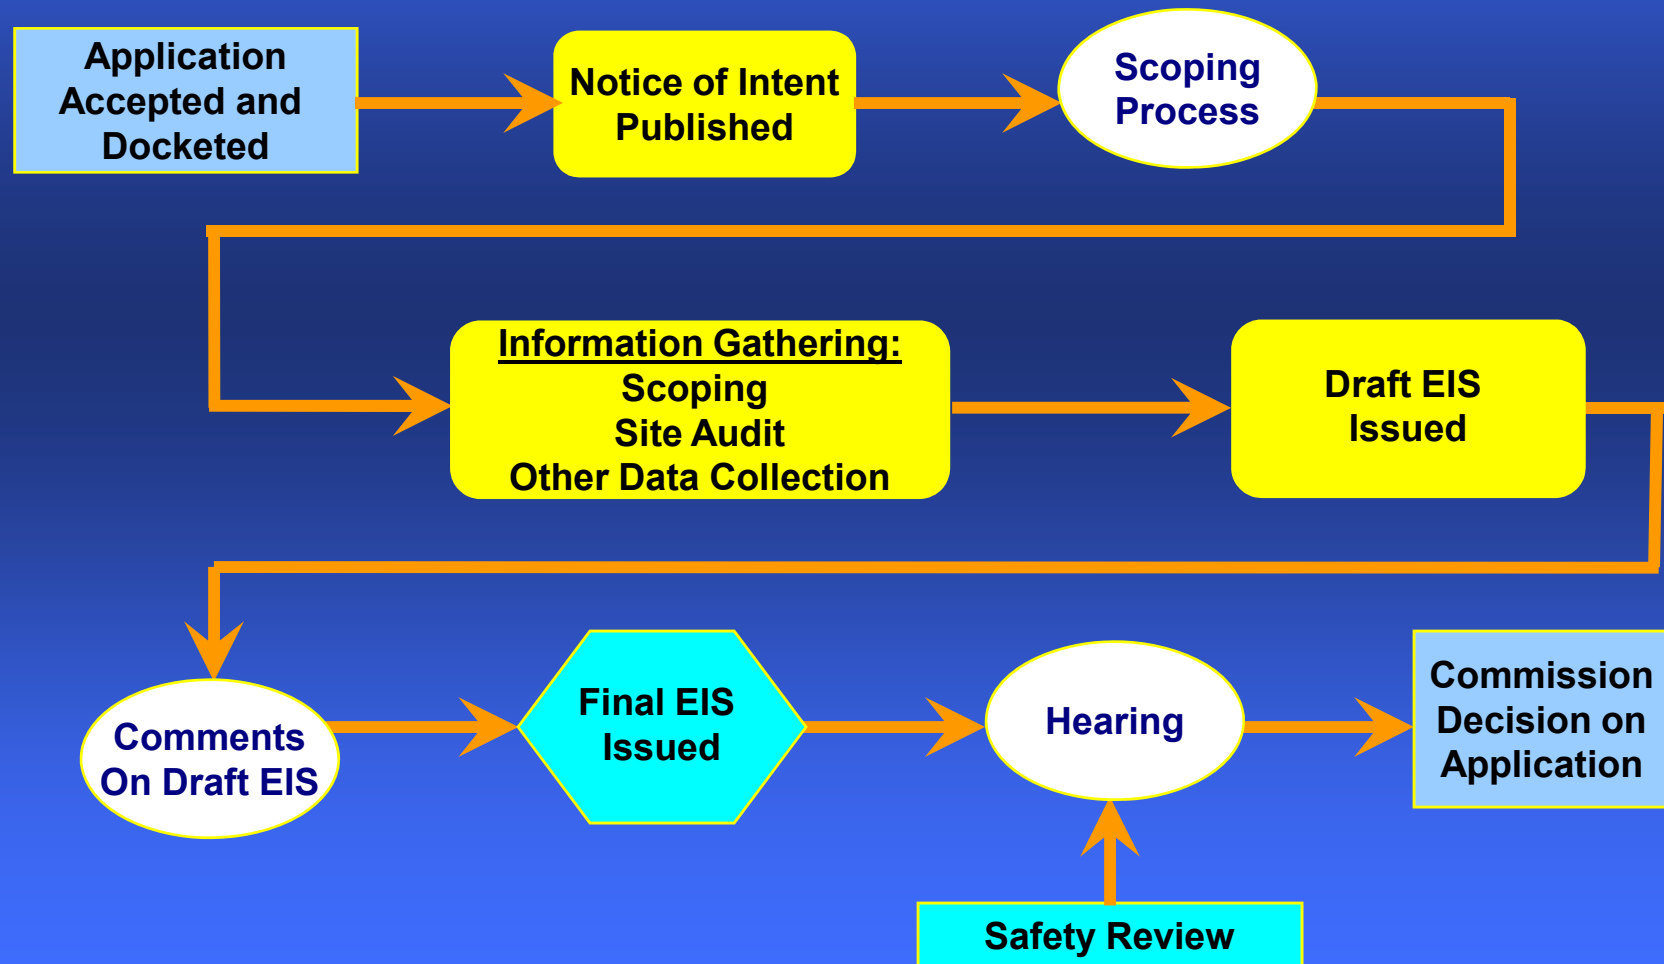 Application
Accepted and
Docketed
Notice of Intent
Published
Scoping
Process
Information Gathering:
Scoping
Site Audit
Other Data Collection
Draft EIS
Issued
Comments
On Draft EIS
Final EIS
Issued
Hearing
Commission
Decision on
Application
Safety Review